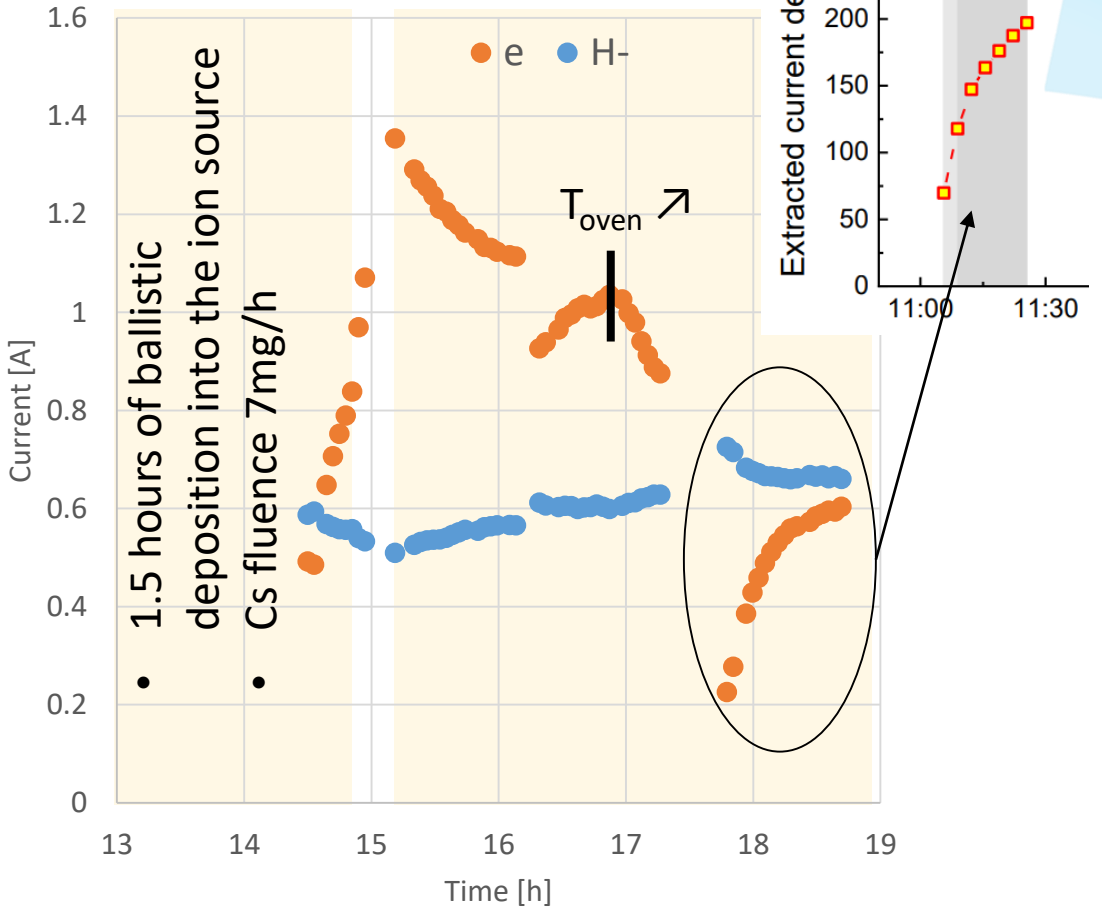 1.6
1.4
1.2
1
0.8
0.6
0.4
0.2
0
Current [A]
13
14
15
16
17
18
19
Time [h]
e
H-
• 1.5 hours of ballistic
deposition into the ion source
• Cs fluence 7mg/h
Toven ↗
Extracted current de
200
150
100
50
0
11:00
11:30